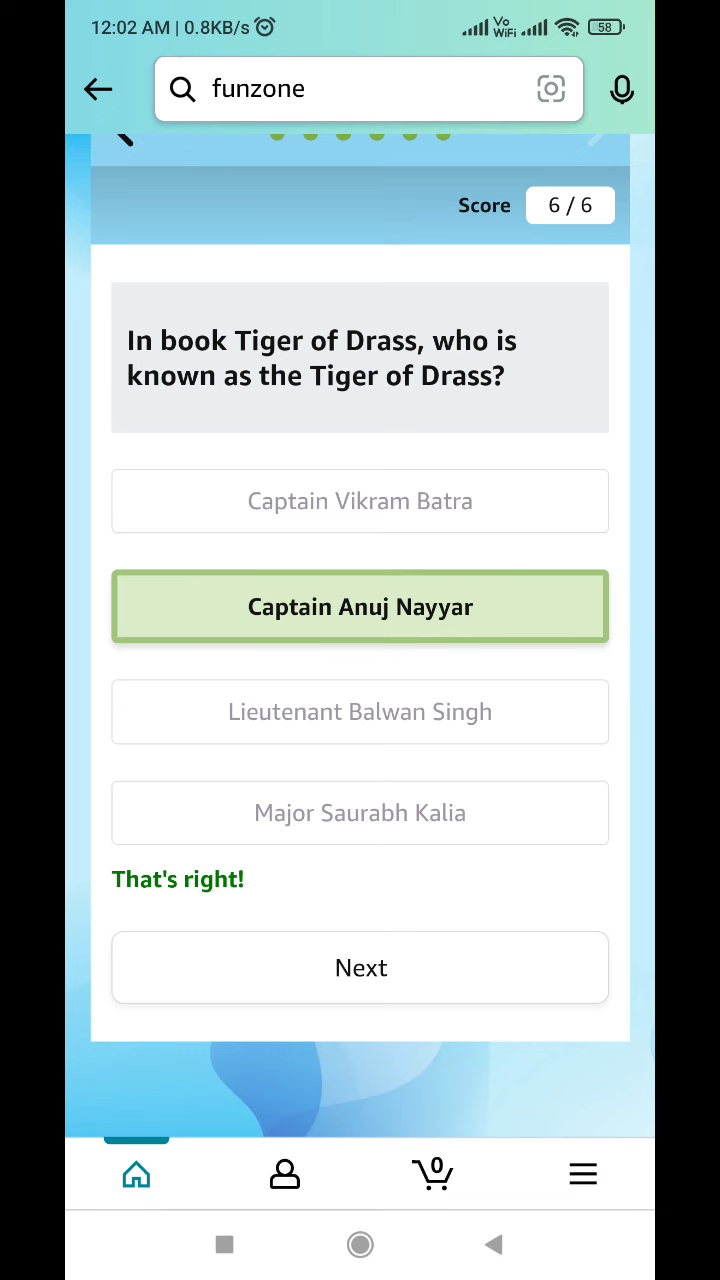 12:02 AM | 0.8KB/s Vo WiFi 58
funzone
Score 6 / 6
In book Tiger of Drass, who is
known as the Tiger of Drass?
Captain Vikram Batra
Captain Anuj Nayyar
Lieutenant Balwan Singh
Major Saurabh Kalia
That's right!
Next
0